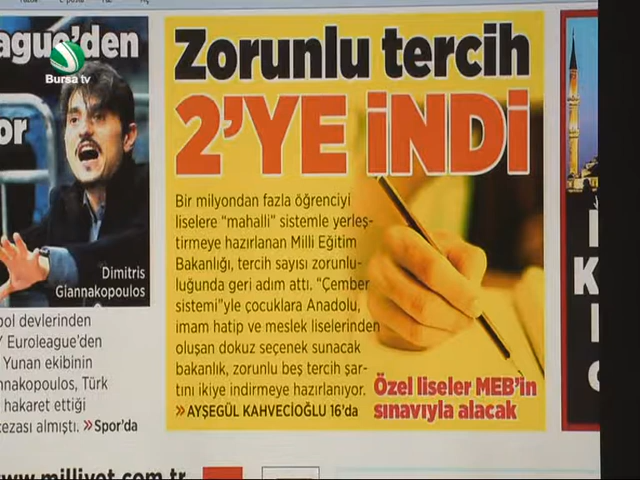 eague'den
Bursa tv
or
Dimitris
Giannakopoulos
Zorunlu tercih
2'YE İNDİ
Bir milyondan fazla öğrenciyi
liselere “mahalli” sistemle yerleş-
tirmeye hazırlanan Milli Eğitim
Bakanlığı, tercih sayısı zorunlu-
luğunda geri adım attı. “Çember
sistemi”yle çocuklara Anadolu,
imam hatip ve meslek liselerinden
oluşan dokuz seçenek sunacak
bakanlık, zorunlu beş tercih şar-
tını ikiye indirmeye hazırlanıyor.
»AYŞEGÜL KAHVECİOĞLU 16'da
Özel liseler MEB'in
sınavıyla alacak
bol devlerinden
Euroleague'den
Yunan ekibinin
nnakopoulos, Türk
hakaret ettiği
cezası almıştı. »Spor'da
www.milliyet.com.tr